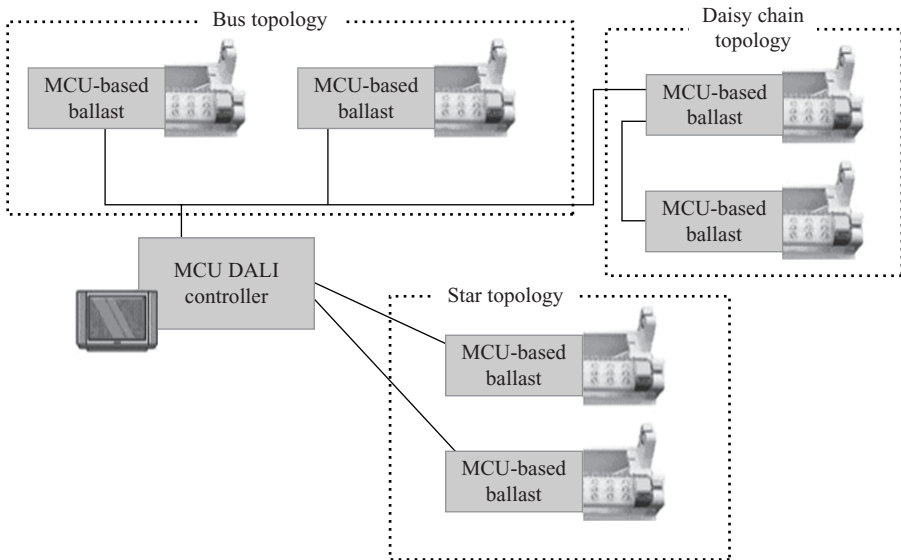 Bus topology
MCU-based
ballast
MCU-based
ballast
Daisy chain
topology
MCU-based
ballast
MCU-based
ballast
MCU DALI
controller
Star topology
MCU-based
ballast
MCU-based
ballast